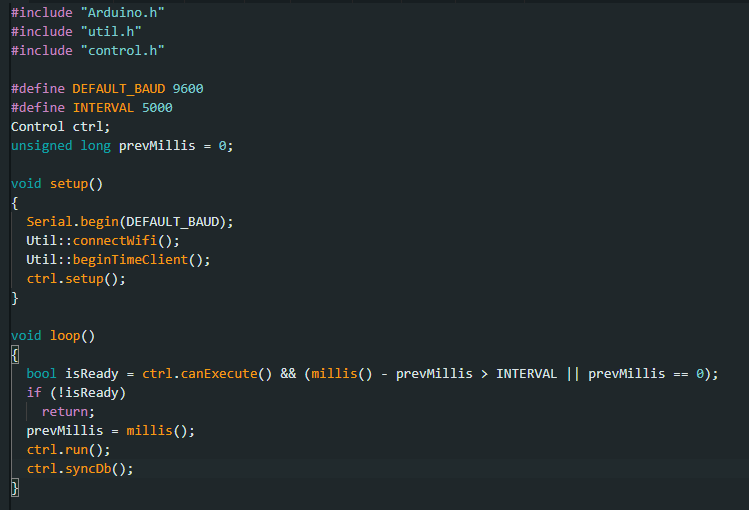 #include "Arduino.h"
#include "util.h"
#include "control.h"
#define DEFAULT_BAUD 9600
#define INTERVAL 5000
Control ctrl;
unsigned long prevMillis = 0;
void setup()
{
Serial.begin(DEFAULT_BAUD);
Util::connectWifi();
Util::beginTimeClient();
ctrl.setup();
}
void loop()
{
bool isReady = ctrl.canExecute() && (millis() - prevMillis > INTERVAL || prevMillis == 0);
if (!isReady)
return;
prevMillis = millis();
ctrl.run();
ctrl.syncDb();
}